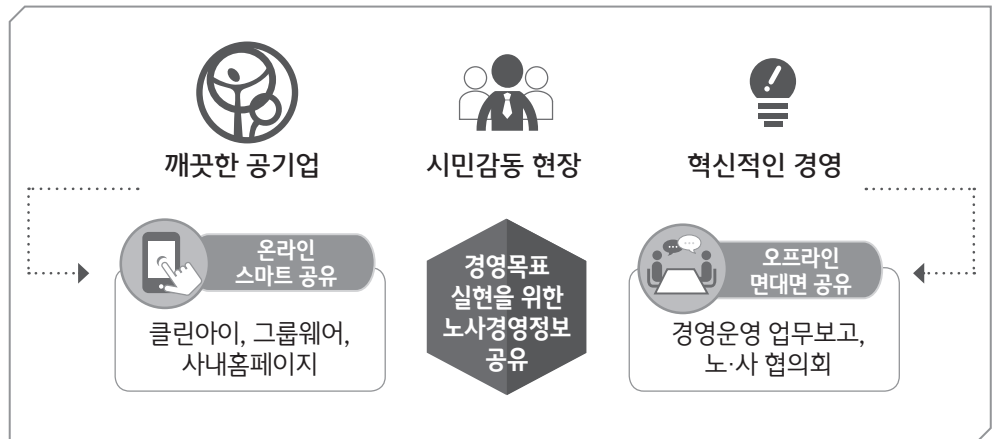 깨끗한 공기업
시민감동 현장
혁신적인 경영
온라인
스마트 공유
클린아이, 그룹웨어,
사내홈페이지
경영목표
실현을 위한
노사경영정보
공유
오프라인
면대면 공유
경영운영 업무보고,
노·사 협의회